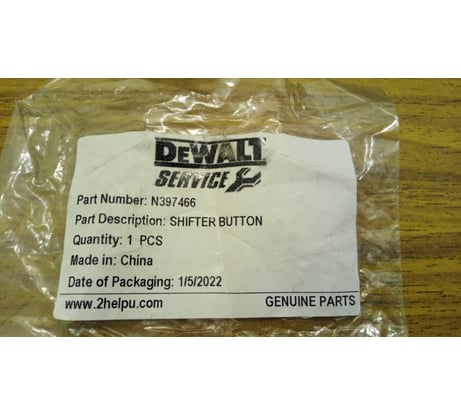 DEWALT
SERVICE
Part Number: N397466
Part Description: SHIFTER BUTTON
Quantity: 1 PCS
Made in: China
Date of Packaging: 1/5/2022
www.2helpu.com GENUINE PARTS